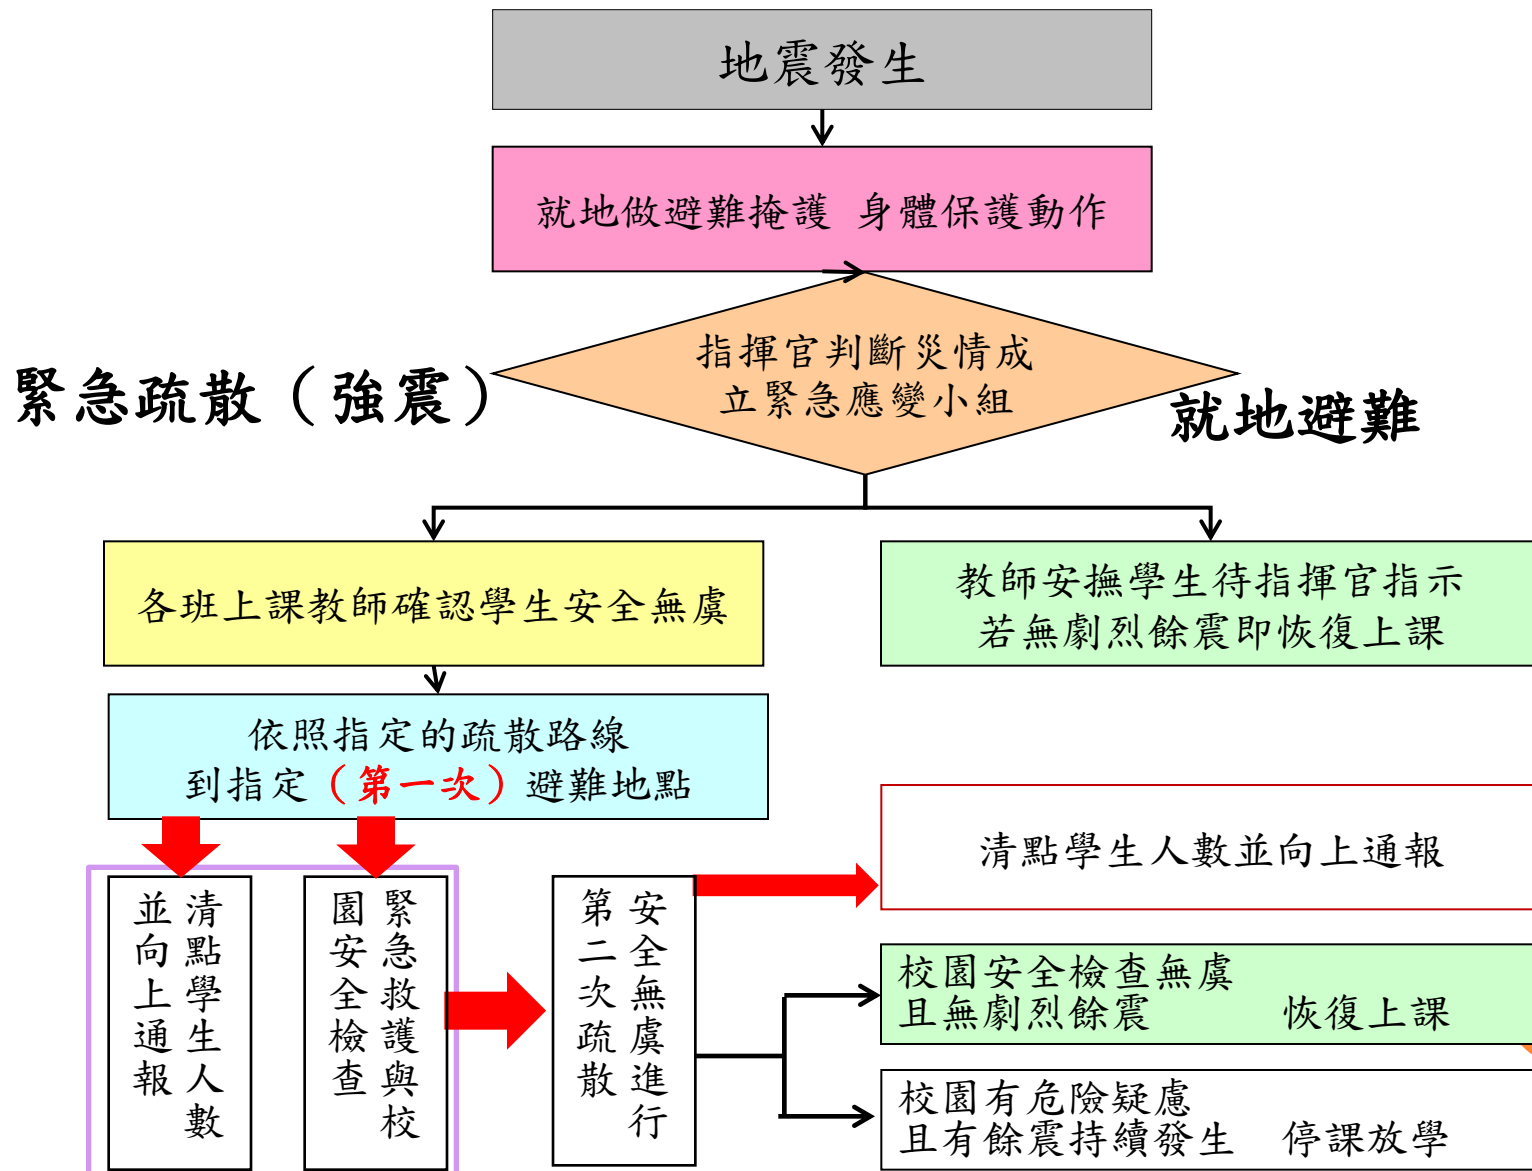 地震發生
就地做避難掩護 身體保護動作
指揮官判斷災情成
立緊急應變小組
緊急疏散（強震）
就地避難
各班上課教師確認學生安全無虞
教師安撫學生待指揮官指示
若無劇烈餘震即恢復上課
依照指定的疏散路線
到指定（第一次）避難地點
清點學生人數
並向上通報
緊急救護與校
園安全檢查
安全無虞進行
第二次疏散
清點學生人數並向上通報
校園安全檢查無虞
且無劇烈餘震 恢復上課
校園有危險疑慮
且有餘震持續發生 停課放學